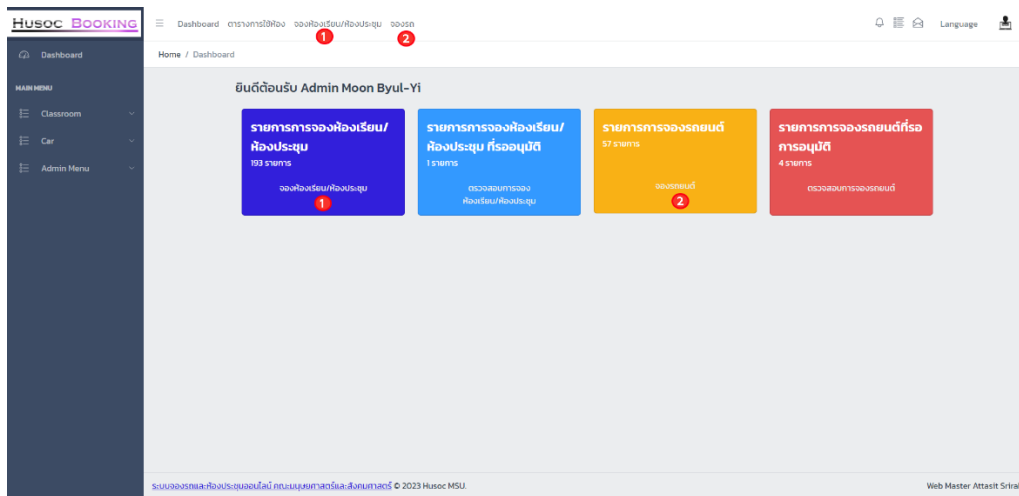 HUSOC BOOKING
Dashboard ตารางการใช้ห้อง จองห้องเรียน/ห้องประชุม จองรถ
Language
1
2
Dashboard
Home / Dashboard
MAIN MENU
Classroom
Car
Admin Menu
ยินดีต้อนรับ Admin Moon Byul-Yi
รายการการจองห้องเรียน/
ห้องประชุม
193 รายการ
จองห้องเรียน/ห้องประชุม
1
รายการการจองห้องเรียน/
ห้องประชุม ที่รออนุมัติ
1 รายการ
ตรวจสอบการจอง
ห้องเรียน/ห้องประชุม
รายการการจองรถยนต์
57 รายการ
จองรถยนต์
2
รายการการจองรถยนต์ที่รอ
การอนุมัติ
4 รายการ
ตรวจสอบการจองรถยนต์
ระบบจองรถและห้องประชุมออนไลน์ คณะมนุษยศาสตร์และสังคมศาสตร์ © 2023 Husoc MSU.
Web Master Attasit